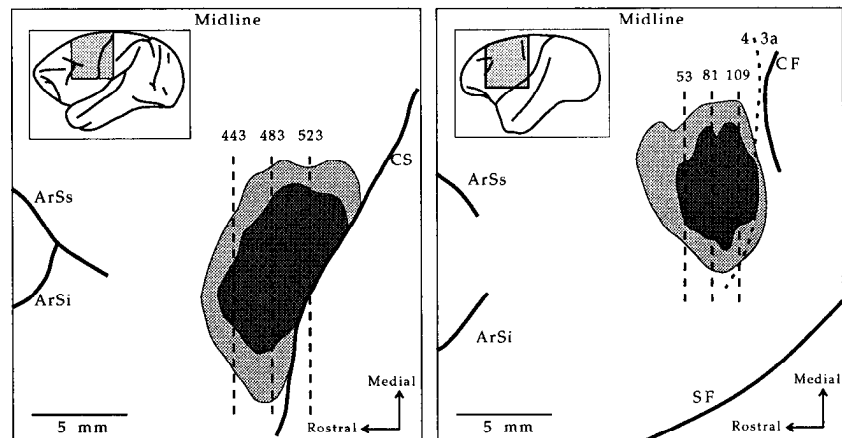 Midline
443 483 523
CS
ArSs
ArSi
5 mm
Medial
Rostral
Midline
4 3a
CF
53 81 109
ArSs
ArSi
SF
5 mm
Medial
Rostral